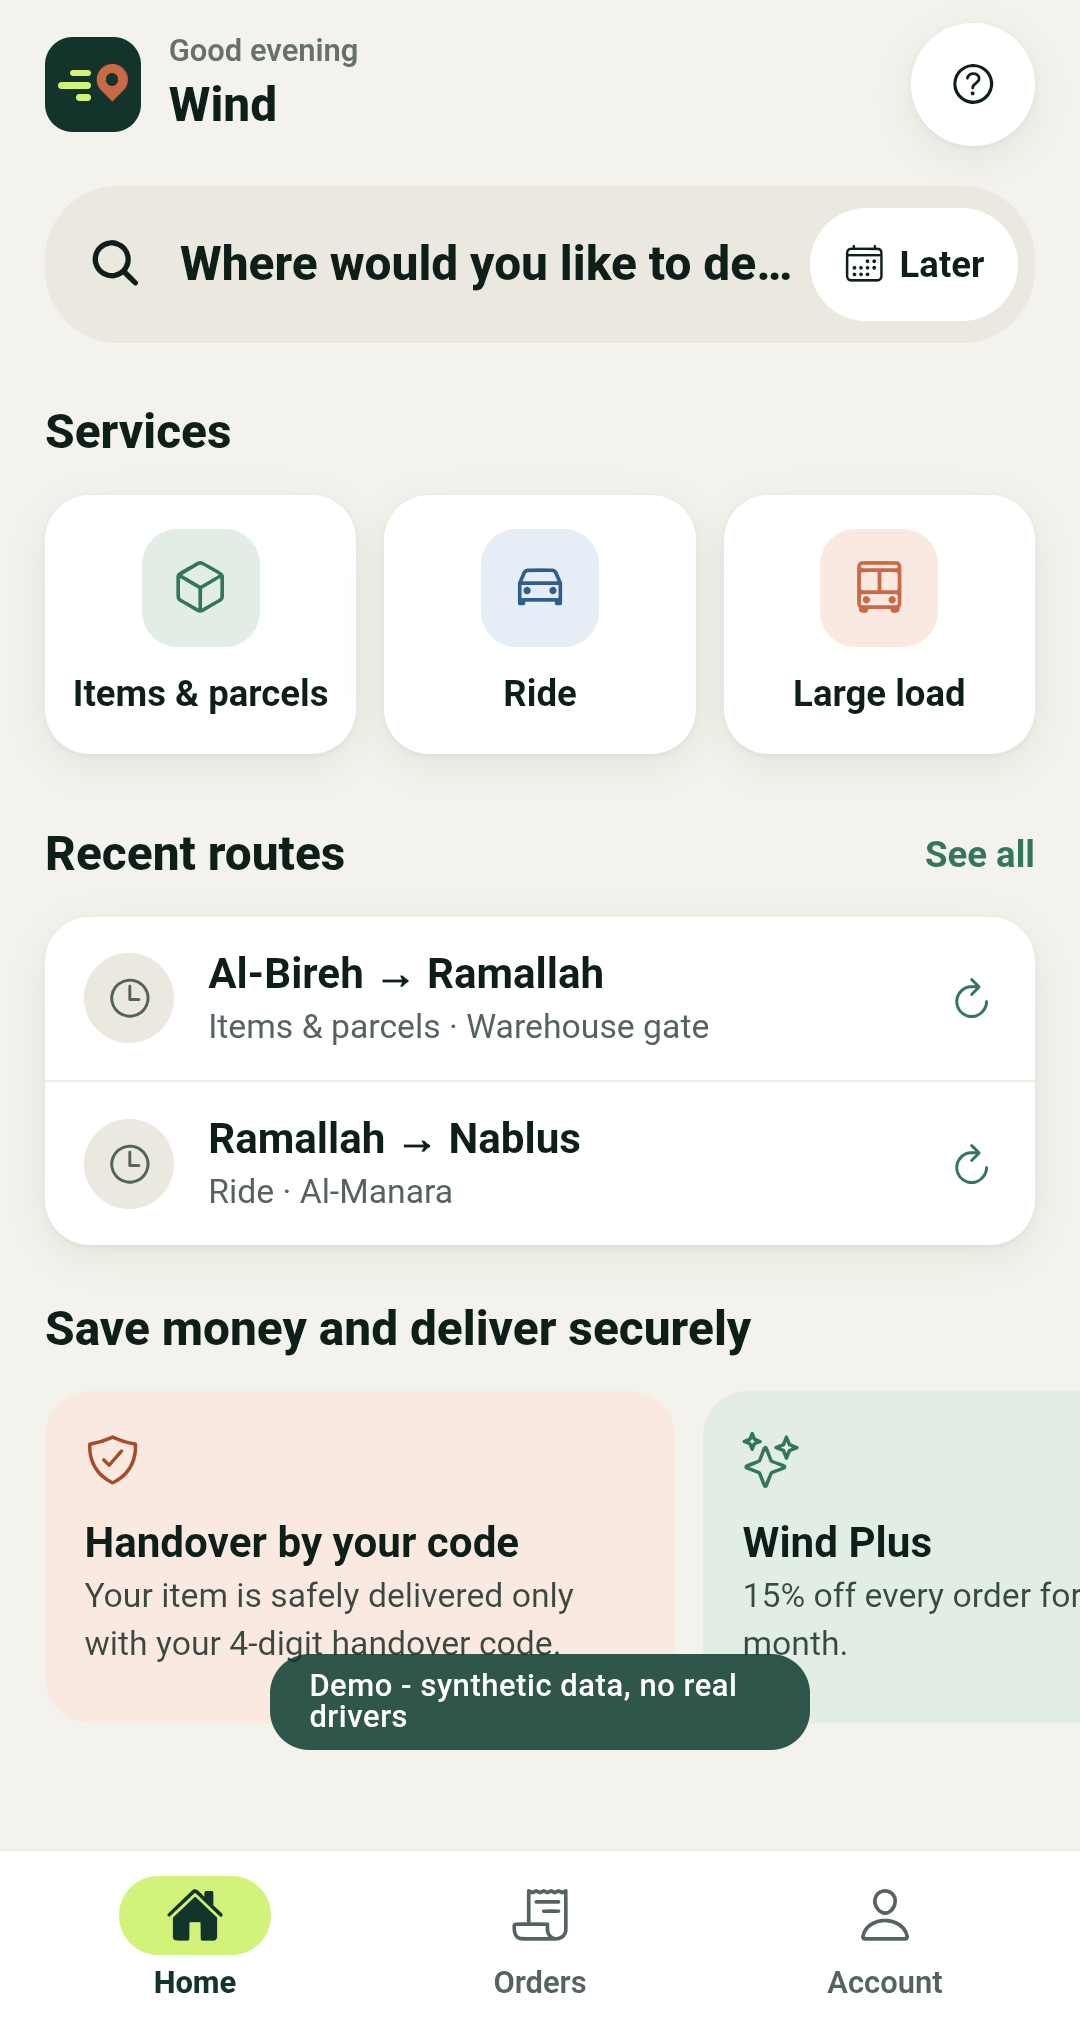 Good evening
Wind
Where would you like to de...
Later
Services
Items & parcels
Ride
Large load
Recent routes
See all
Al-Bireh → Ramallah
Items & parcels · Warehouse gate
Ramallah → Nablus
Ride · Al-Manara
Save money and deliver securely
Handover by your code
Your item is safely delivered only
with your 4-digit handover code.
Wind Plus
15% off every order for
month.
Demo - synthetic data, no real
drivers
Home
Orders
Account